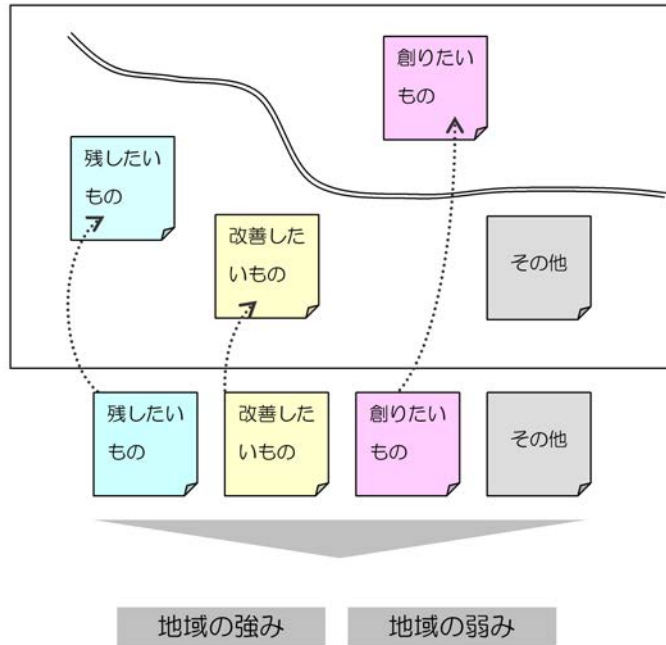 創りたい
もの
残したい
もの
改善した
いもの
その他
残したい
もの
改善した
いもの
創りたい
もの
その他
地域の強み
地域の弱み